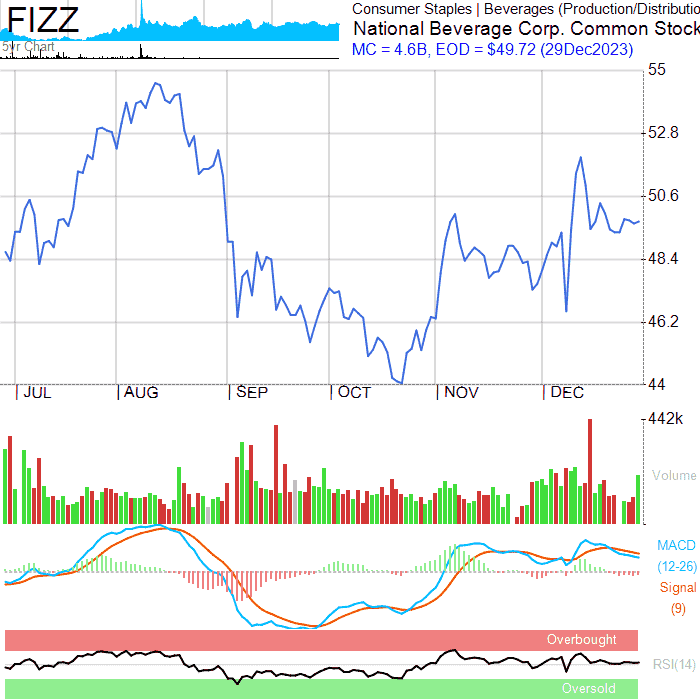 FIZZ
5yr Chart
Consumer Staples | Beverages (Production/Distributio
National Beverage Corp. Common Stock
MC = 4.6B, EOD = $49.72 (29Dec2023)
55
52.8
50.6
48.4
46.2
44
JUL AUG SEP OCT NOV DEC
442k
Volume
MACD
(12-26)
Signal
(9)
Overbought
RSI(14)
Oversold